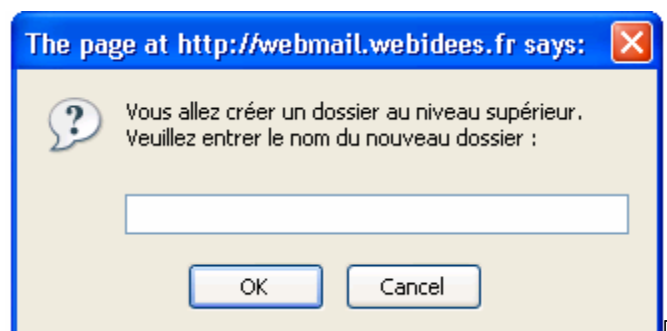 The page at http://webmail.webidees.fr says:
?
Vous allez créer un dossier au niveau supérieur.
Veuillez entrer le nom du nouveau dossier :
OK Cancel